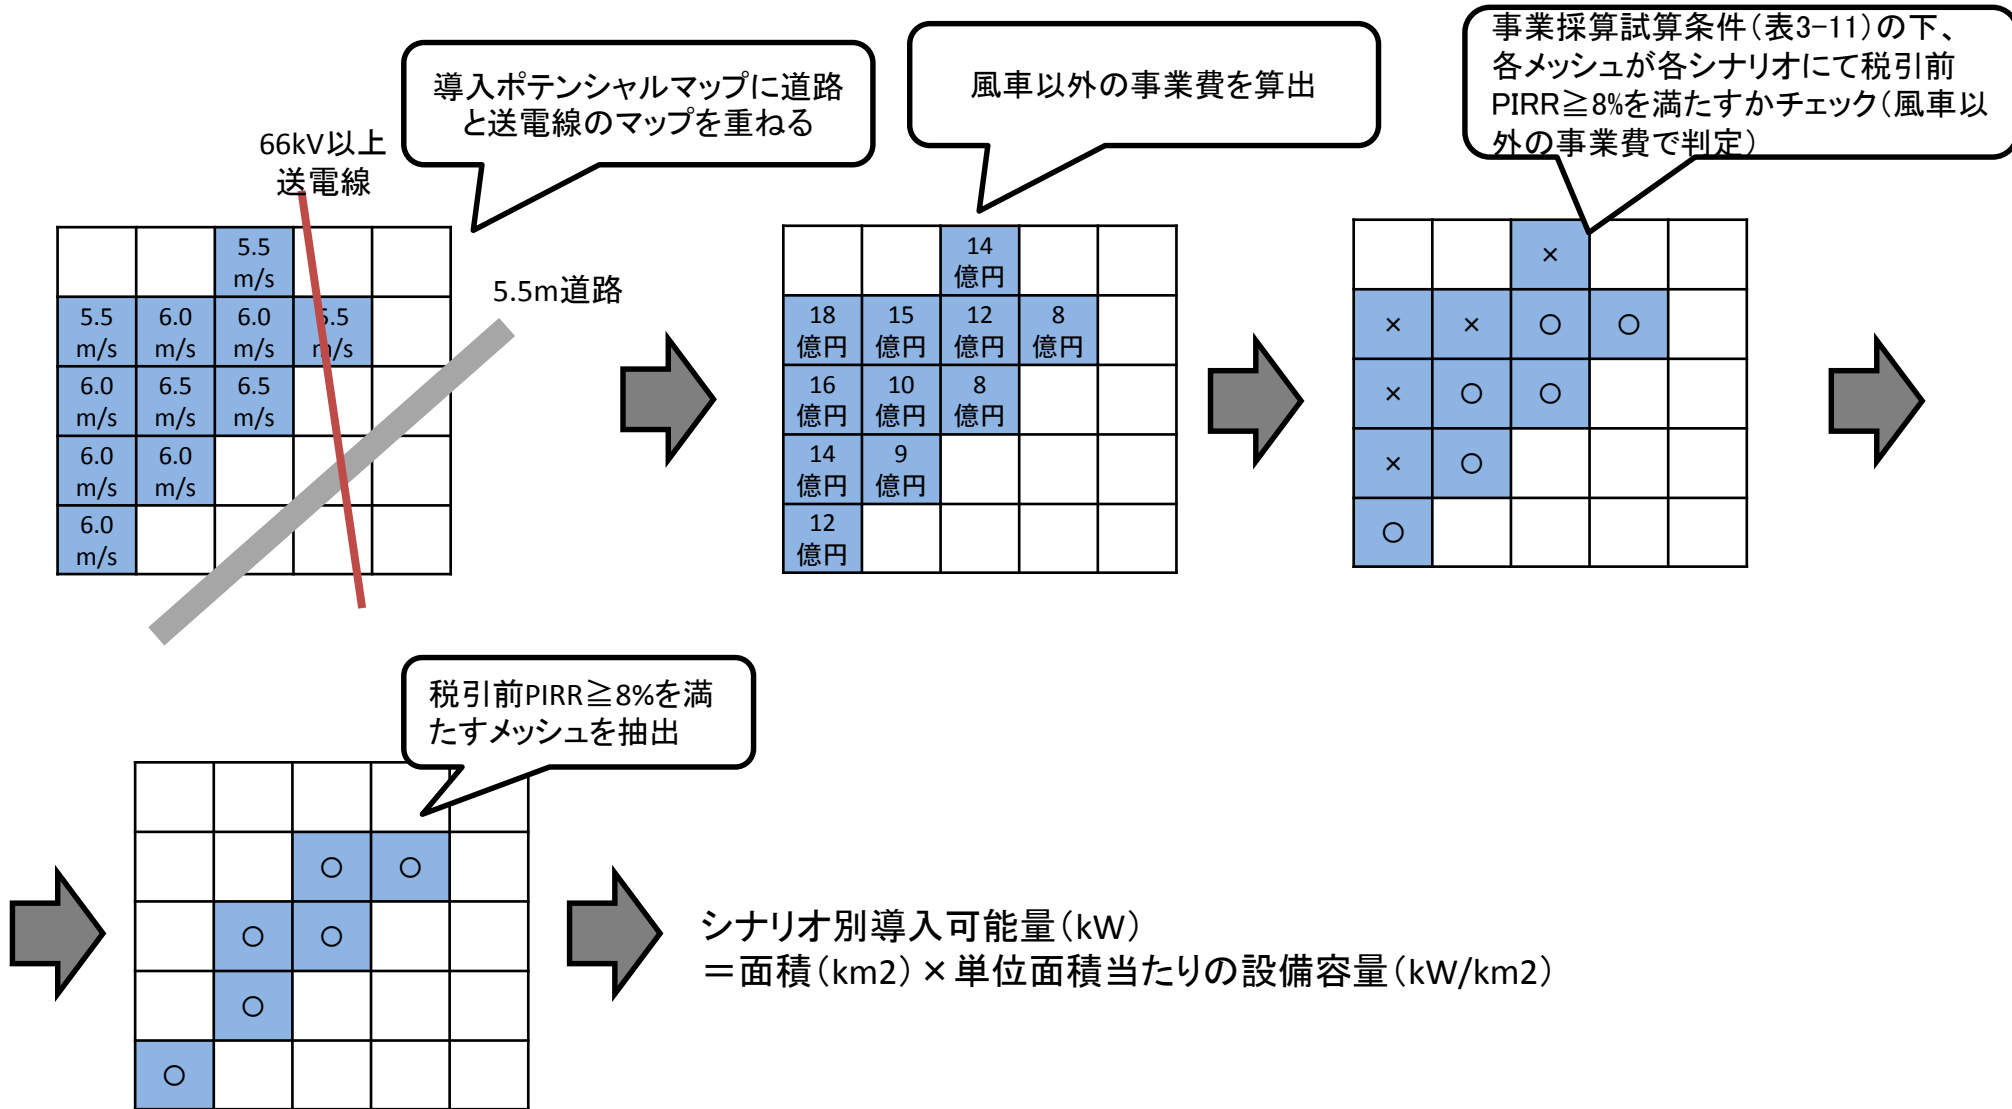 導入ポテンシャルマップに道路
と送電線のマップを重ねる
風車以外の事業費を算出
事業採算試算条件（表3-11）の下、
各メッシュが各シナリオにて税引前
PIRR≧8%を満たすかチェック（風車以
外の事業費で判定）
66kV以上
送電線
5.5m道路
5.5
m/s
5.5 6.0 6.0 5.5
m/s m/s m/s m/s
6.0 6.5 6.5
m/s m/s m/s
6.0 6.0
m/s m/s
6.0
m/s
14
億円
18 15 12 8
億円 億円 億円 億円
16 10 8
億円 億円 億円
14 9
億円 億円
12
億円
×
× × ○ ○
× ○ ○
× ○
○
税引前PIRR≧8%を満
たすメッシュを抽出
○ ○
○ ○
○
○
シナリオ別導入可能量（kW）
＝面積（km2）×単位面積当たりの設備容量（kW/km2）